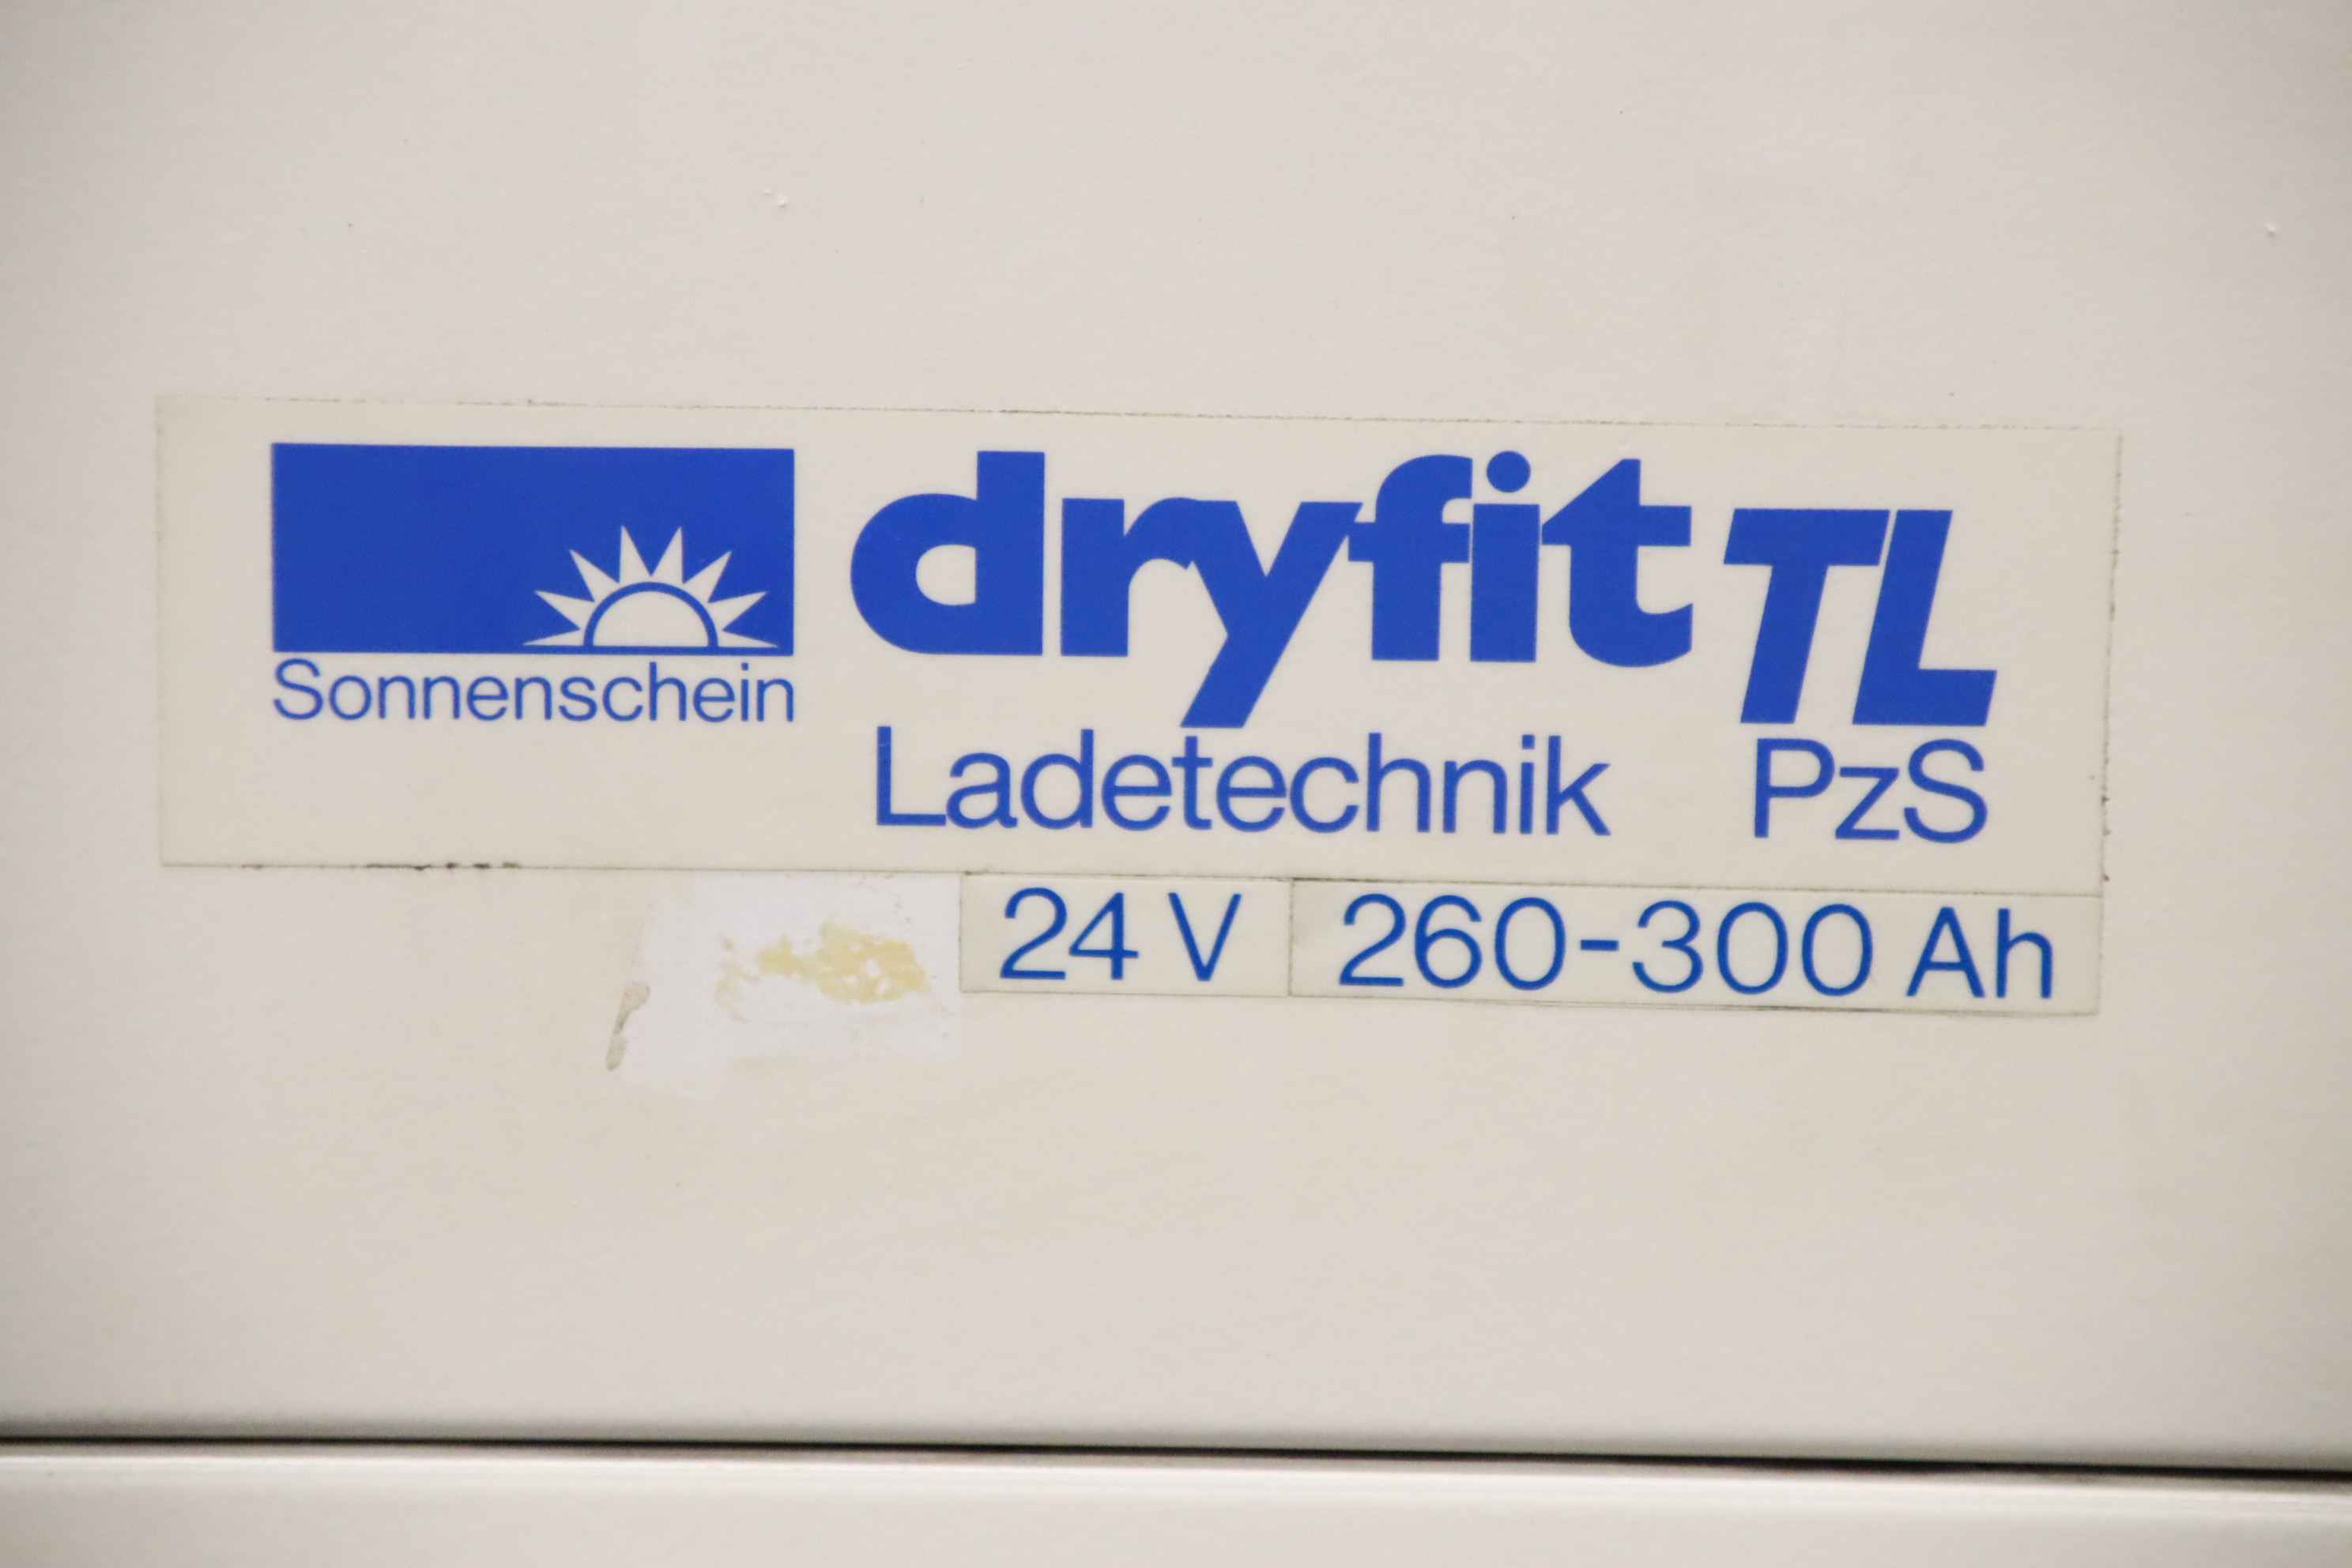 Sonnenschein
dryfit TL
Ladetechnik PzS
24 V 260-300 Ah